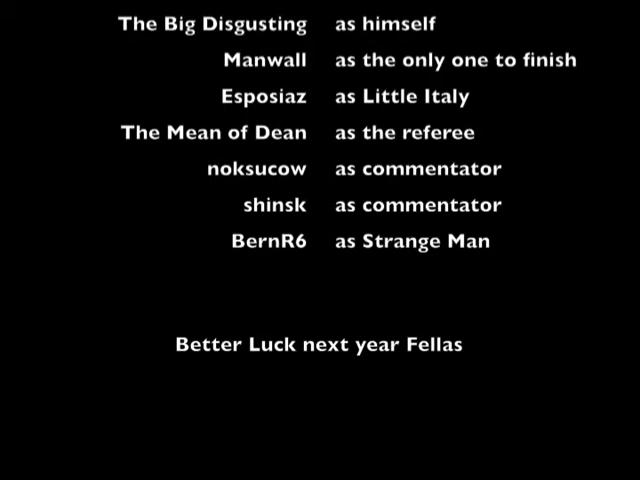 The Big Disgusting as himself
Manwall as the only one to finish
Esposiaz as Little Italy
The Mean of Dean as the referee
noksucow as commentator
shinsk as commentator
BernR6 as Strange Man
Better Luck next year Fellas